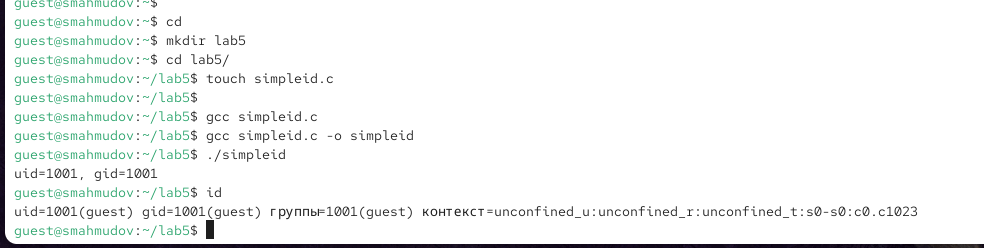 guest@smahmudov:~$
guest@smahmudov:~$ cd
guest@smahmudov:~$ mkdir lab5
guest@smahmudov:~$ cd lab5/
guest@smahmudov:~/lab5$ touch simpleid.c
guest@smahmudov:~/lab5$
guest@smahmudov:~/lab5$ gcc simpleid.c
guest@smahmudov:~/lab5$ gcc simpleid.c -o simpleid
guest@smahmudov:~/lab5$ ./simpleid
uid=1001, gid=1001
guest@smahmudov:~/lab5$ id
uid=1001(guest) gid=1001(guest) группы=1001(guest) контекст=unconfined_u:unconfined_r:unconfined_t:s0-s0:c0.c1023
guest@smahmudov:~/lab5$